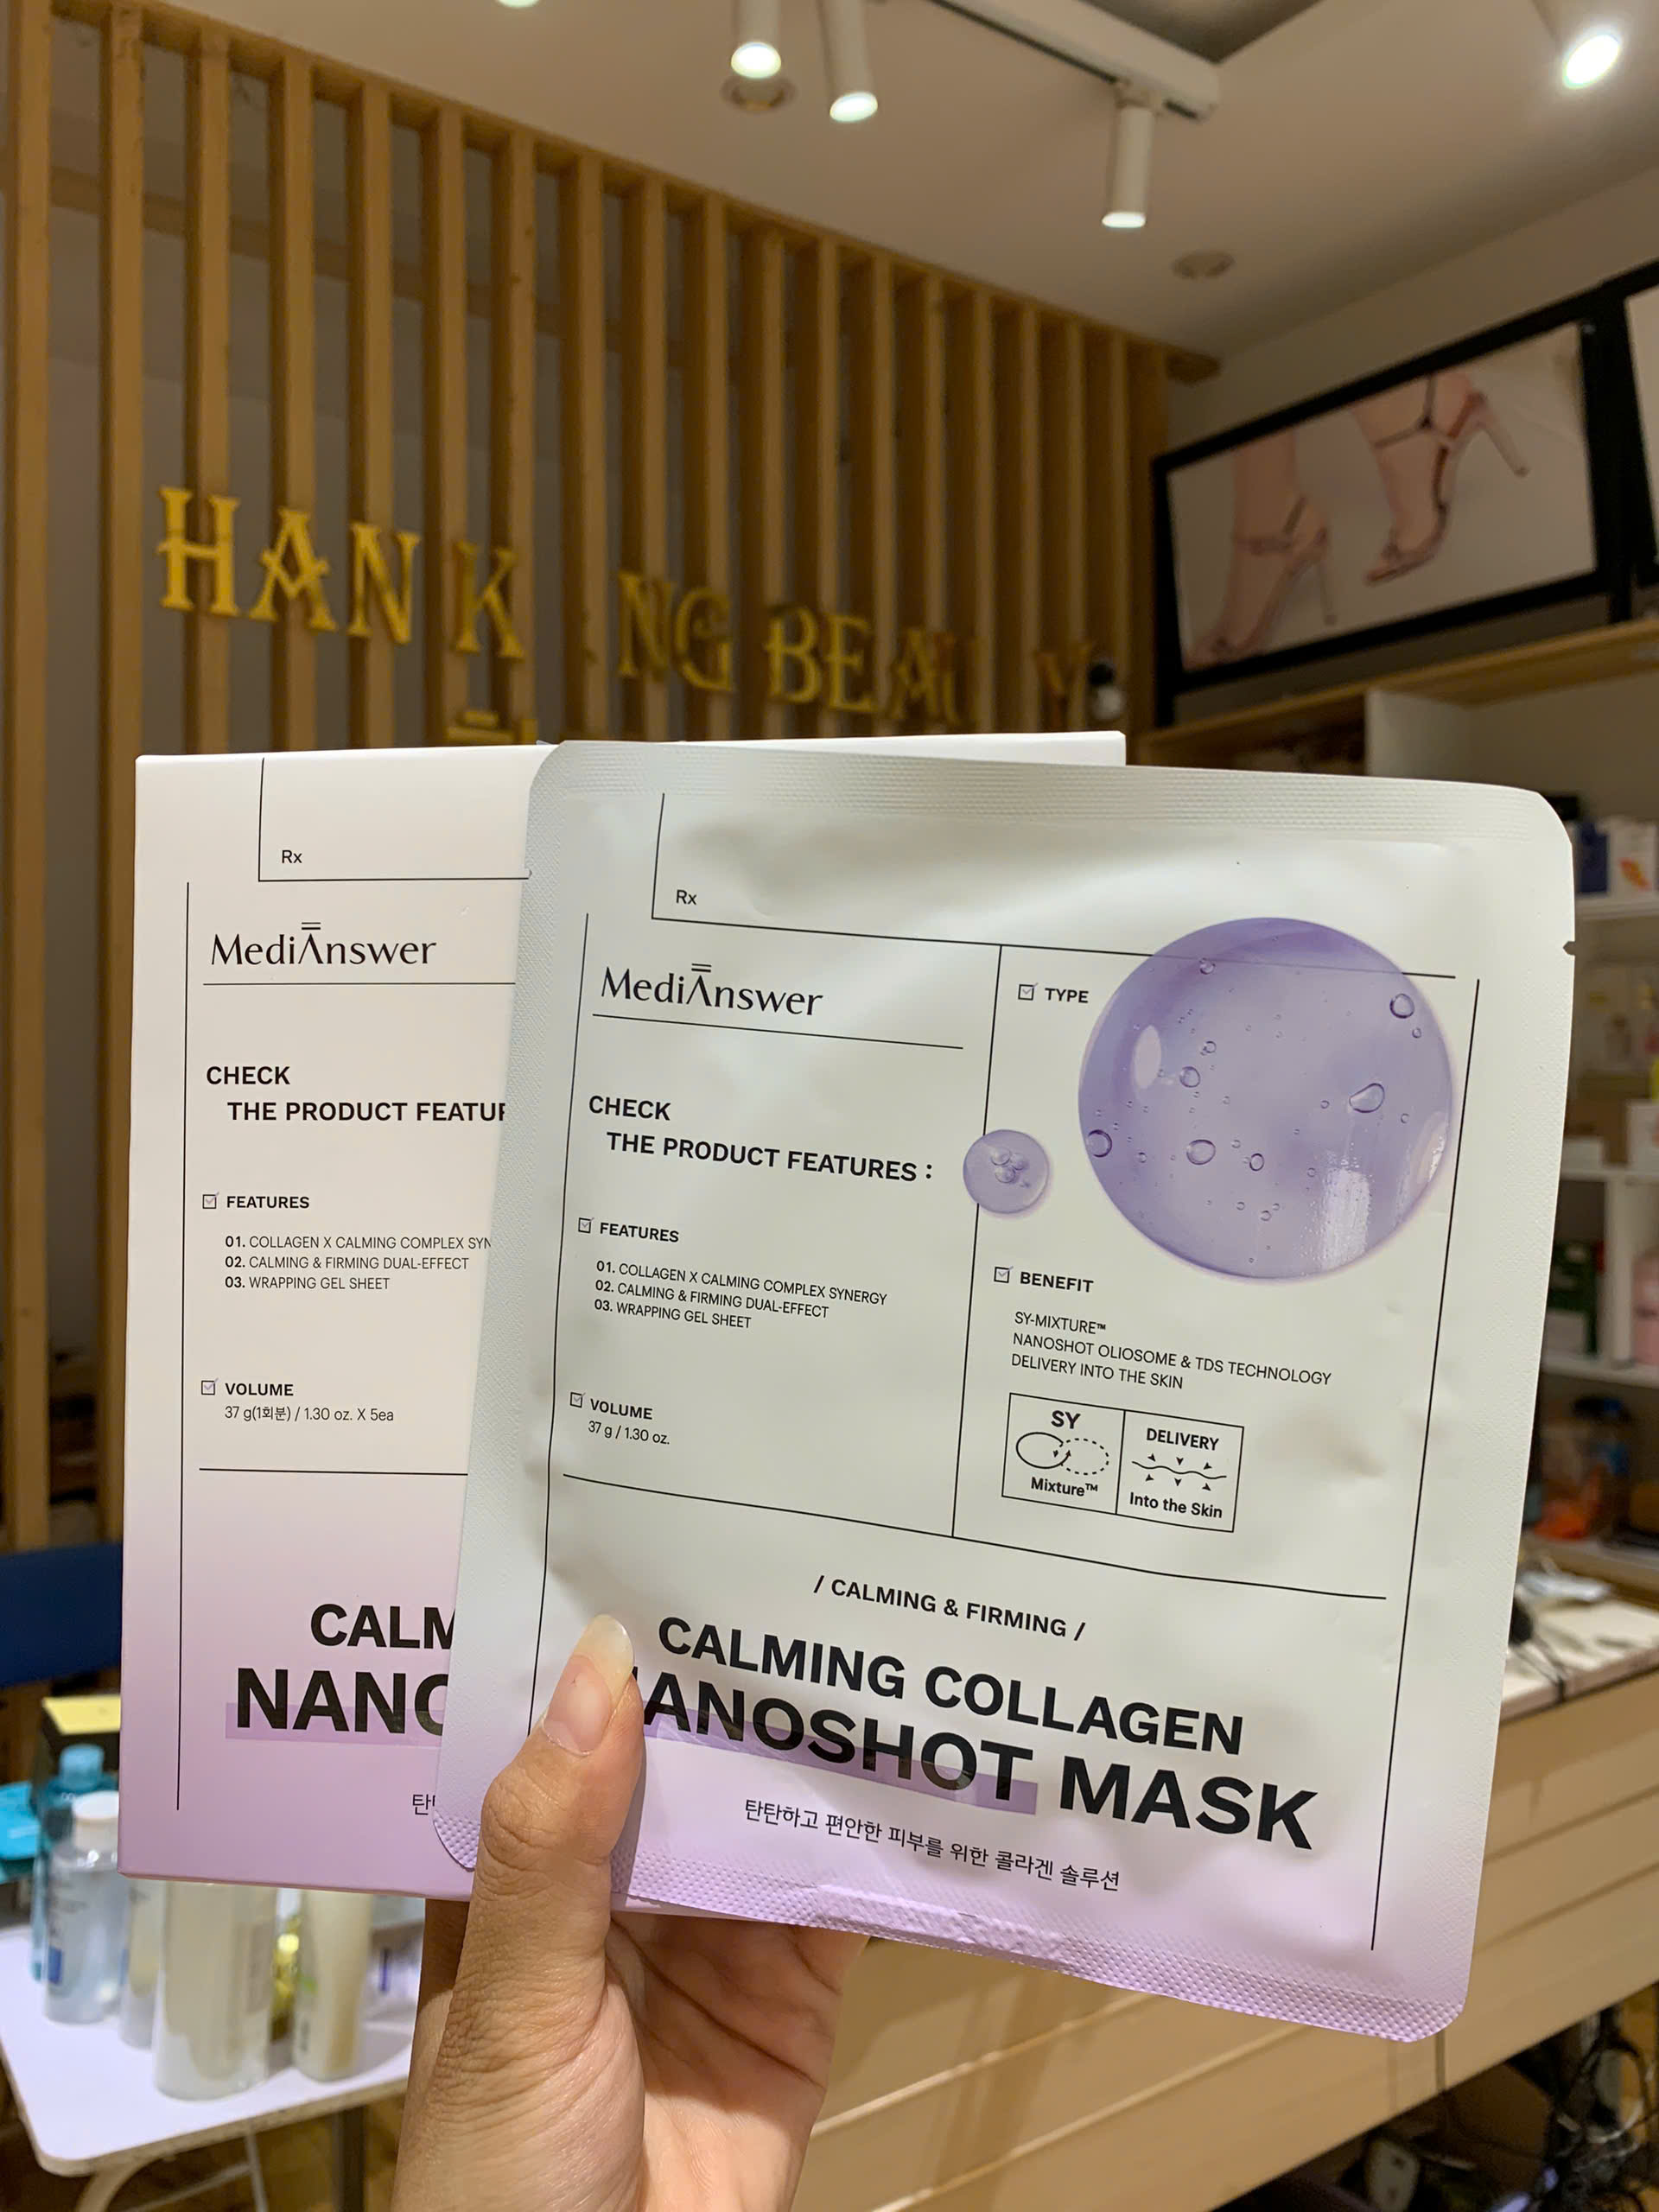 HAN K NG BEAU Y
Rx
MediAnswer
CHECK
THE PRODUCT FEATUR
FEATURES
01. COLLAGEN X CALMING COMPLEX SYN
02. CALMING & FIRMING DUAL-EFFECT
03. WRAPPING GEL SHEET
VOLUME
37 g(1회분) / 1.30 oz. X 5ea
CALM
NANO
탄
Rx
MediAnswer
CHECK
THE PRODUCT FEATURES :
FEATURES
01. COLLAGEN X CALMING COMPLEX SYNERGY
02. CALMING & FIRMING DUAL-EFFECT
03. WRAPPING GEL SHEET
VOLUME
37 g / 1.30 oz.
TYPE
BENEFIT
SY-MIXTURE™
NANOSHOT OLIOSOME & TDS TECHNOLOGY
DELIVERY INTO THE SKIN
SY
Mixture™
DELIVERY
Into the Skin
/ CALMING & FIRMING /
CALMING COLLAGEN
NANOSHOT MASK
탄탄하고 편안한 피부를 위한 콜라겐 솔루션